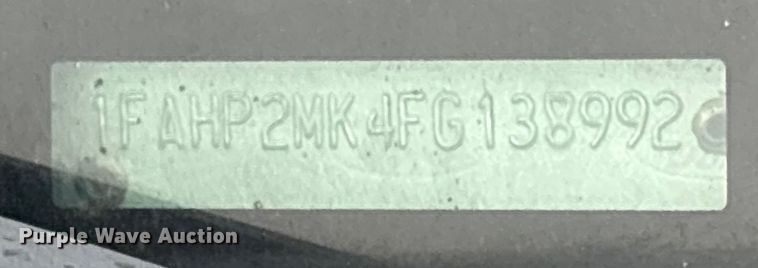 1FAHP2MK4FG138992
Purple Wave Auction